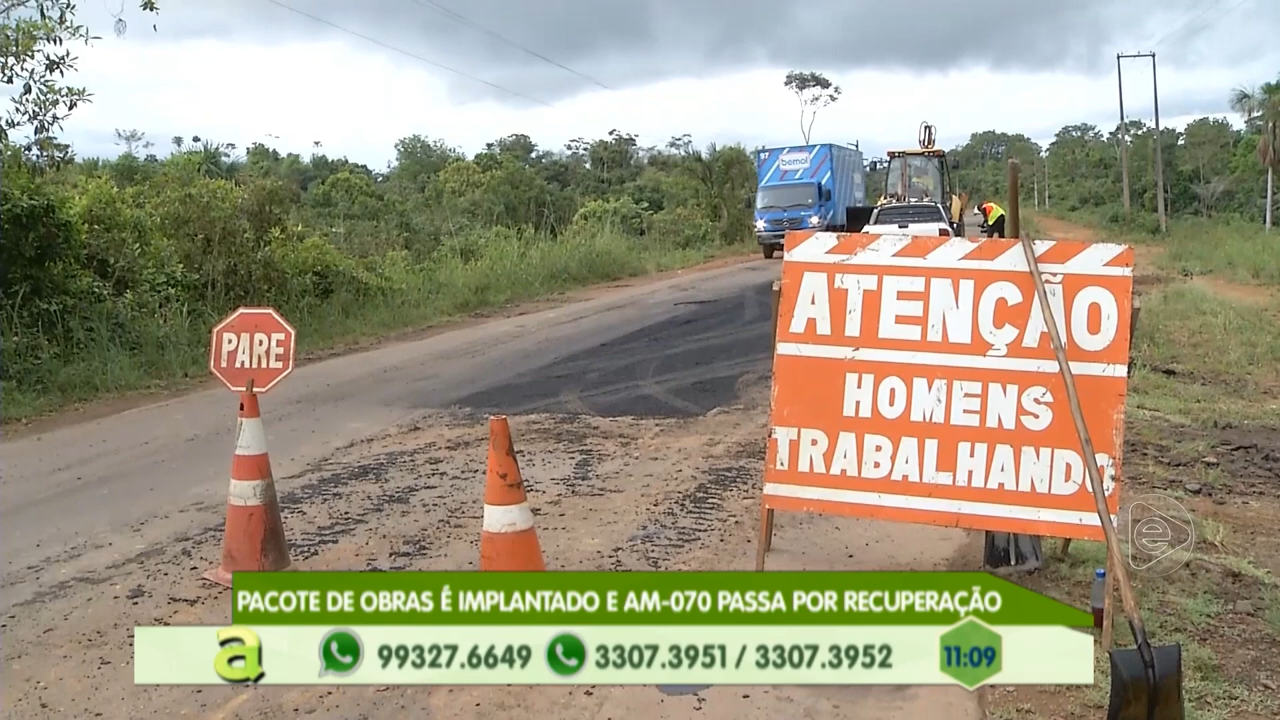 97
bemol
ATENÇÃO
HOMENS
TRABALHANDO
PARE
e
PACOTE DE OBRAS É IMPLANTADO E AM-070 PASSA POR RECUPERAÇÃO
a 99327.6649 3307.3951 / 3307.3952 11:09